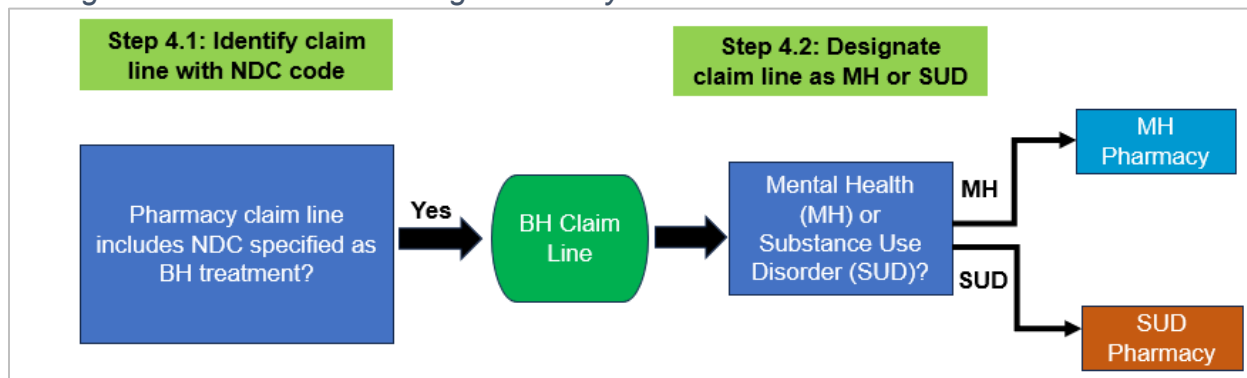 Step 4.1: Identify claim
line with NDC code
Step 4.2: Designate
claim line as MH or SUD
Pharmacy claim line
includes NDC specified as
BH treatment?
Yes
BH Claim
Line
Mental Health
(MH) or
Substance Use
Disorder (SUD)?
MH
MH
Pharmacy
SUD
SUD
Pharmacy